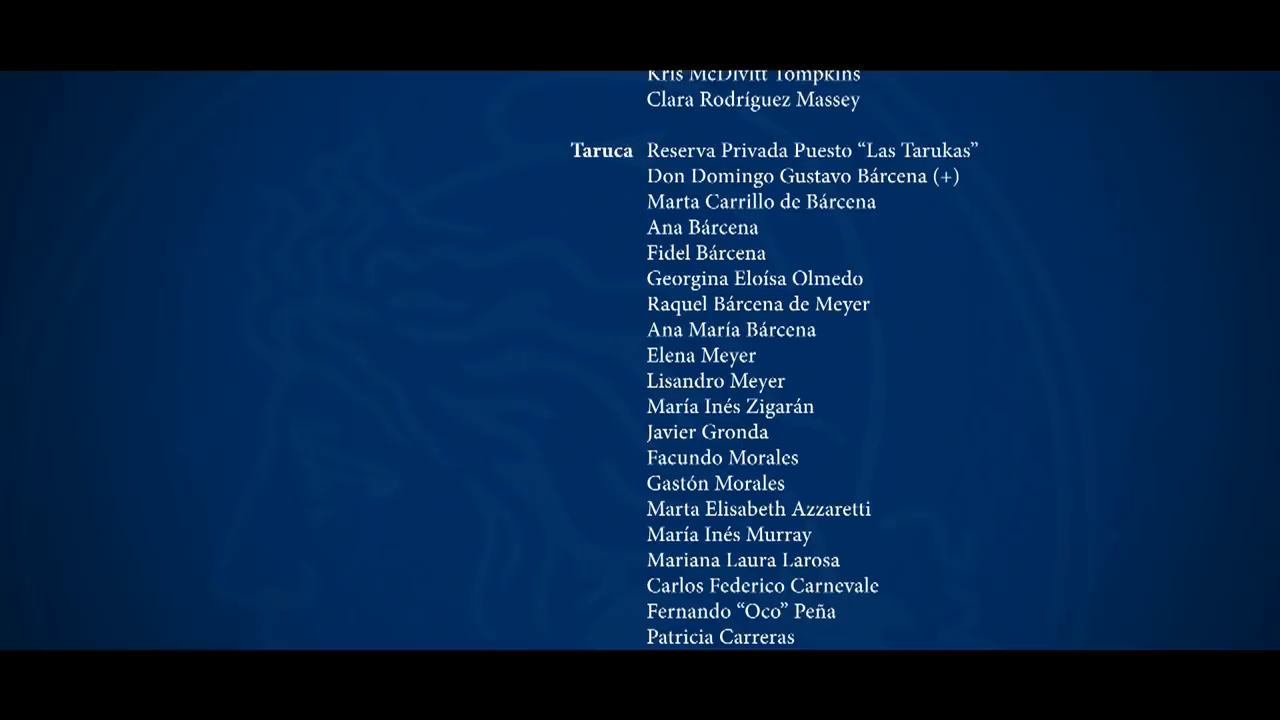 Kris McDivitt Tompkins
Clara Rodríguez Massey
Taruca Reserva Privada Puesto “Las Tarukas”
Don Domingo Gustavo Bárcena (+)
Marta Carrillo de Bárcena
Ana Bárcena
Fidel Bárcena
Georgina Eloísa Olmedo
Raquel Bárcena de Meyer
Ana María Bárcena
Elena Meyer
Lisandro Meyer
María Inés Zigarán
Javier Gronda
Facundo Morales
Gastón Morales
Marta Elisabeth Azzaretti
María Inés Murray
Mariana Laura Larosa
Carlos Federico Carnevale
Fernando “Oco” Peña
Patricia Carreras